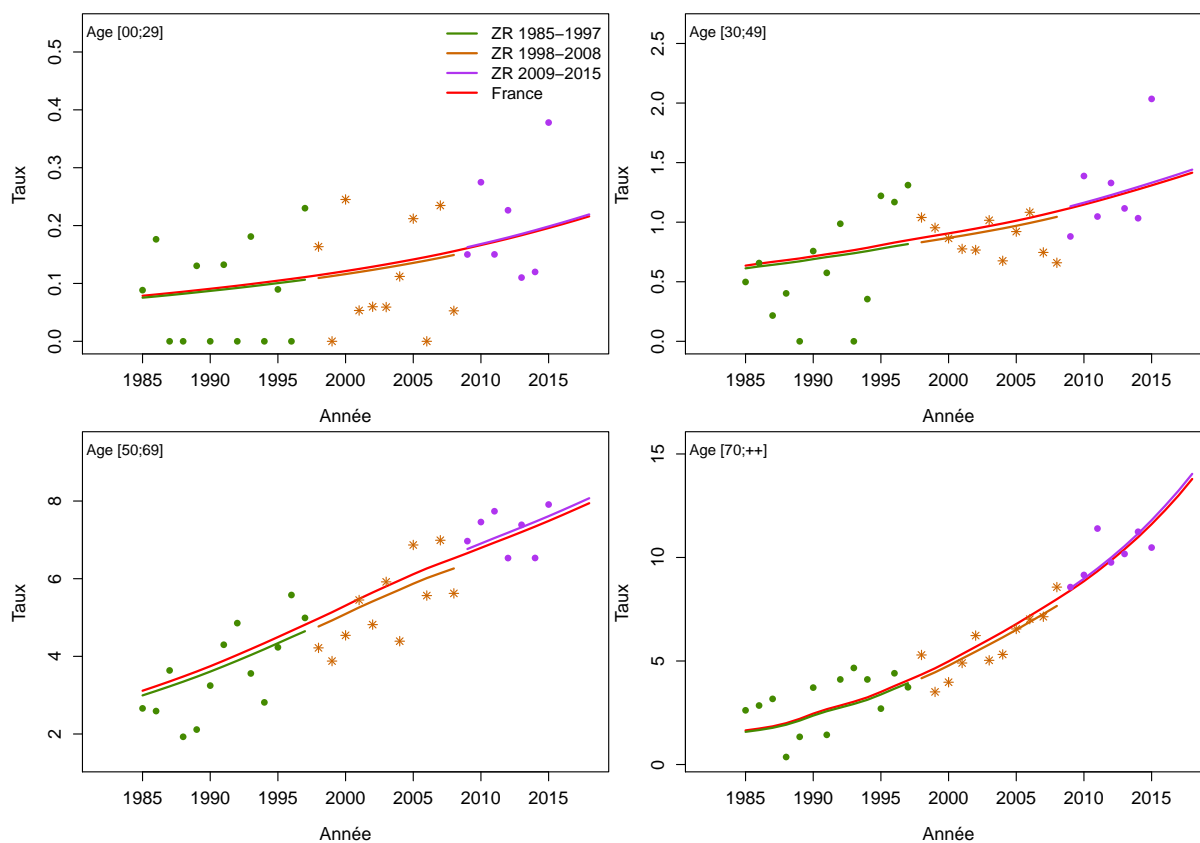 Age [00;29]
ZR 1985−1997
ZR 1998−2008
ZR 2009−2015
France
Taux
0.5
0.4
0.3
0.2
0.1
0.0
1985 1990 1995 2000 2005 2010 2015
Année
Age [30;49]
Taux
2.5
2.0
1.5
1.0
0.5
0.0
1985 1990 1995 2000 2005 2010 2015
Année
Age [50;69]
Taux
8
6
4
2
1985 1990 1995 2000 2005 2010 2015
Année
Age [70;++]
Taux
15
10
5
0
1985 1990 1995 2000 2005 2010 2015
Année